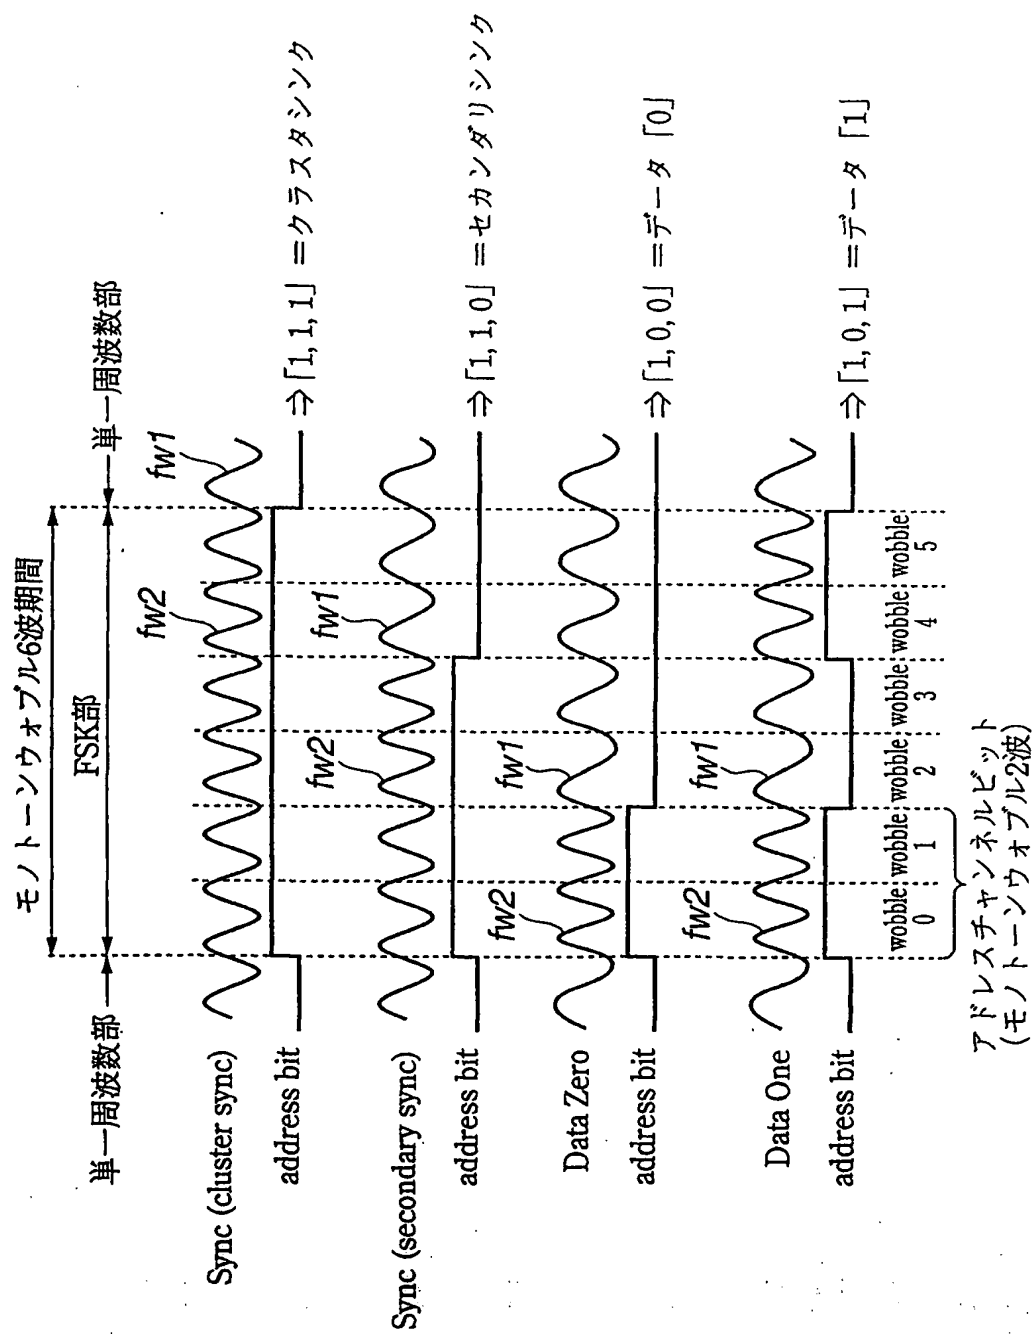 モノトーンウォブル6波期間
単一周波数部
FSK部
単一周波数部
Sync (cluster sync)
fw2
fw1
address bit
⇒「1, 1, 1」=クラスタシンク
Sync (secondary sync)
fw2
fw1
address bit
⇒「1, 1, 0」=セカンダリシンク
Data Zero
fw2
fw1
address bit
⇒「1, 0, 0」=データ「0」
Data One
fw2
fw1
address bit
⇒「1, 0, 1」=データ「1」
wobble 0
wobble 1
wobble 2
wobble 3
wobble 4
wobble 5
アドレスチャンネルビット
(モノトーンウォブル2波)